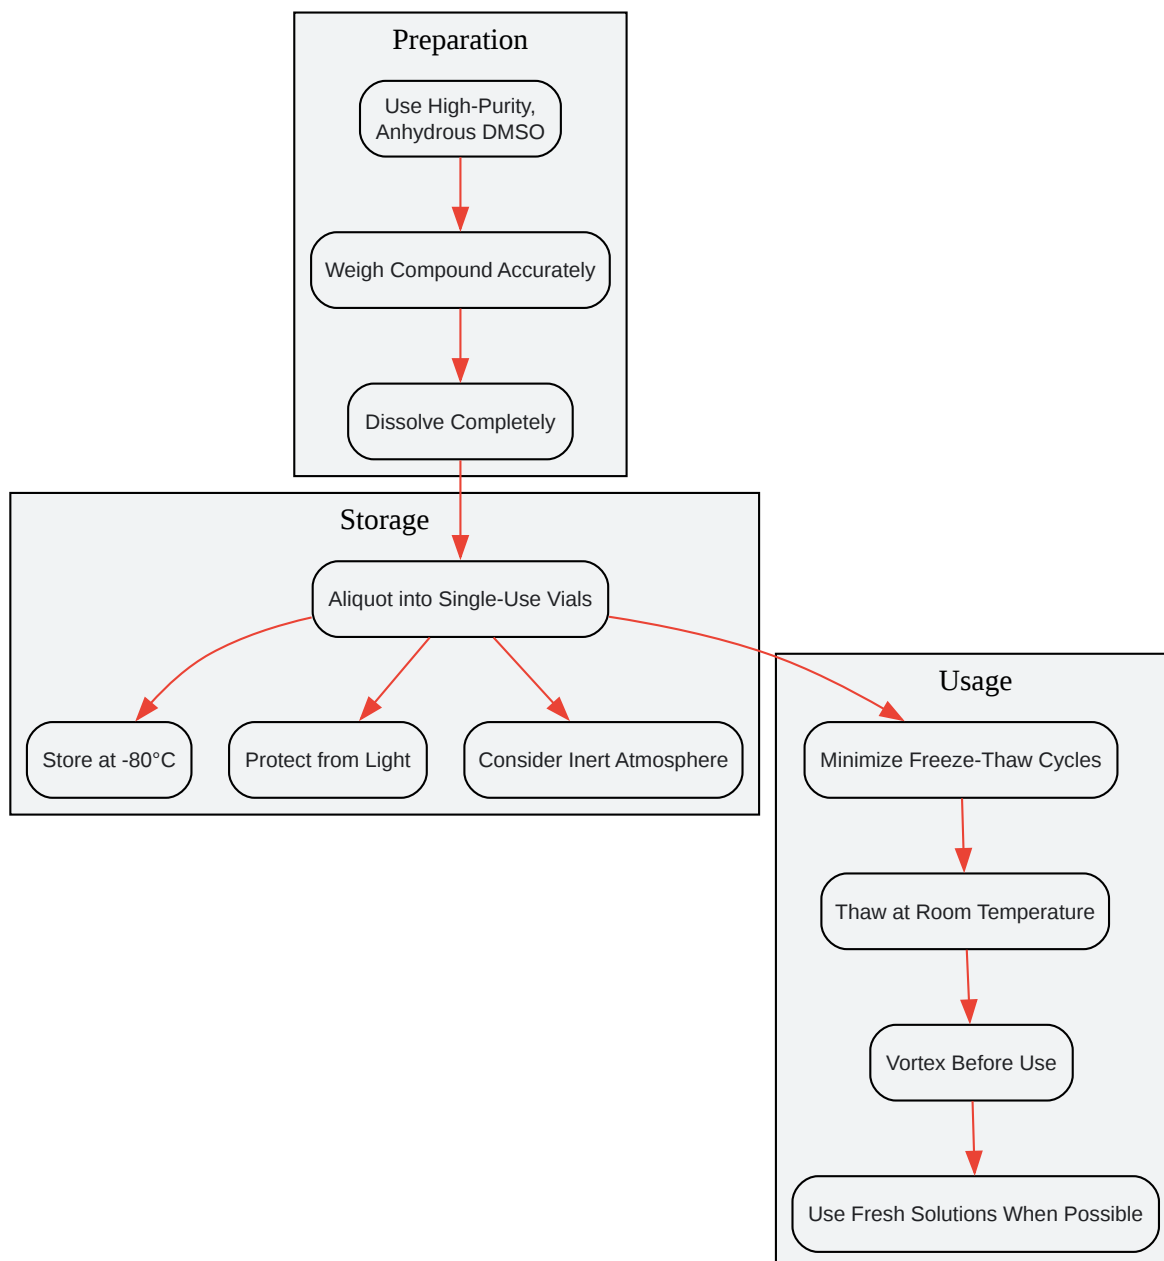 Preparation
Use High-Purity,
Anhydrous DMSO
Weigh Compound Accurately
Dissolve Completely
Storage
Aliquot into Single-Use Vials
Store at -80°C
Protect from Light
Consider Inert Atmosphere
Usage
Minimize Freeze-Thaw Cycles
Thaw at Room Temperature
Vortex Before Use
Use Fresh Solutions When Possible